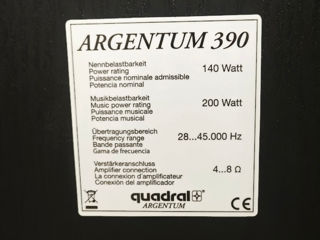 ARGENTUM 390
Nennbelastbarkeit
Power rating 140 Watt
Puissance nominale admissible
Potencia nominal
Musikbelastbarkeit
Music power rating 200 Watt
Puissance musicale
Potencia musical
Übertragungsbereich
Frequency range 28...45.000 Hz
Bande passante
Gama de frecuencia
Verstärkeranschluss
Amplifier connection 4...8 Ω
La connexion d'amplificateur
Conexión del amplificador
quadral
ARGENTUM
CE